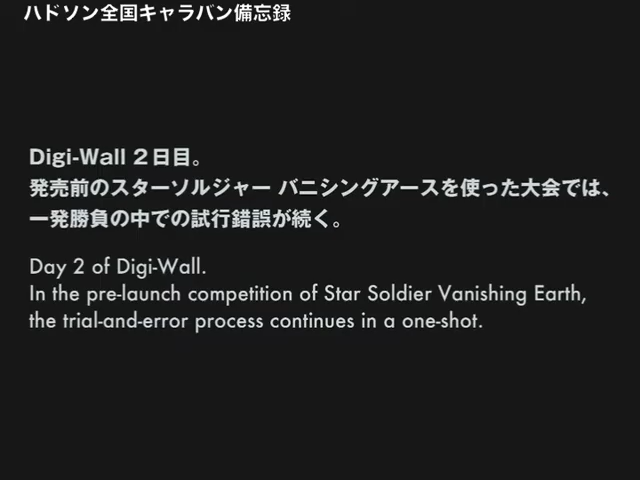 ハドソン全国キャラバン備忘録
Digi-Wall 2日目。
発売前のスターソルジャー バニシングアースを使った大会では、
一発勝負の中での試行錯誤が続く。
Day 2 of Digi-Wall.
In the pre-launch competition of Star Soldier Vanishing Earth,
the trial-and-error process continues in a one-shot.